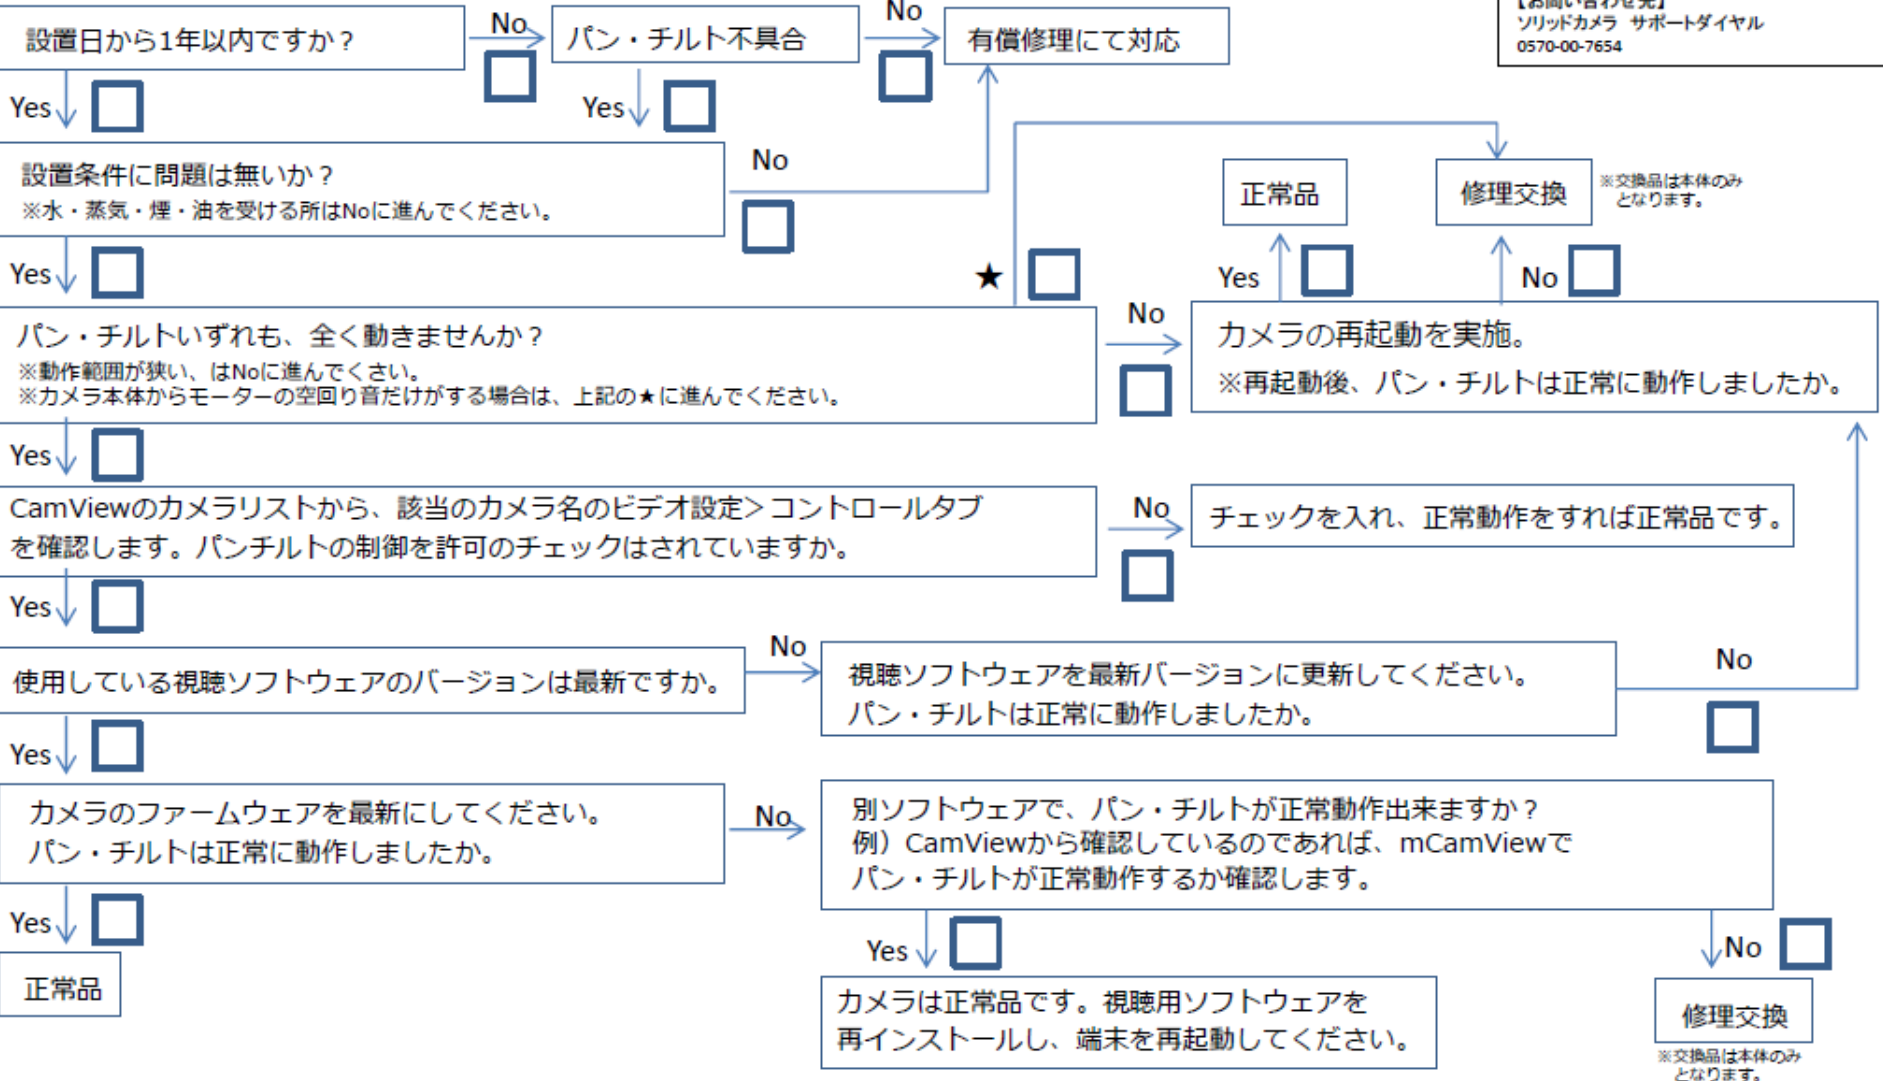 【お問い合わせ先】
ソリッドカメラ サポートダイヤル
0570-00-7654
設置日から1年以内ですか？
No
パン・チルト不具合
No
有償修理にて対応
Yes
Yes
設置条件に問題は無いか？
※水・蒸気・煙・油を受ける所はNoに進んでください。
No
正常品
修理交換
※交換品は本体のみ
となります。
Yes
★
Yes
No
パン・チルトいずれも、全く動きませんか？
※動作範囲が狭い、はNoに進んでくさい。
※カメラ本体からモーターの空回り音だけがする場合は、上記の★に進んでください。
No
カメラの再起動を実施。
※再起動後、パン・チルトは正常に動作しましたか。
Yes
CamViewのカメラリストから、該当のカメラ名のビデオ設定＞コントロールタブ
を確認します。パンチルトの制御を許可のチェックはされていますか。
No
チェックを入れ、正常動作をすれば正常品です。
Yes
使用している視聴ソフトウェアのバージョンは最新ですか。
No
視聴ソフトウェアを最新バージョンに更新してください。
パン・チルトは正常に動作しましたか。
No
Yes
カメラのファームウェアを最新にしてください。
パン・チルトは正常に動作しましたか。
No
別ソフトウェアで、パン・チルトが正常動作出来ますか？
例）CamViewから確認しているのであれば、mCamViewで
パン・チルトが正常動作するか確認します。
Yes
正常品
Yes
カメラは正常品です。視聴用ソフトウェアを
再インストールし、端末を再起動してください。
No
修理交換
※交換品は本体のみ
となります。